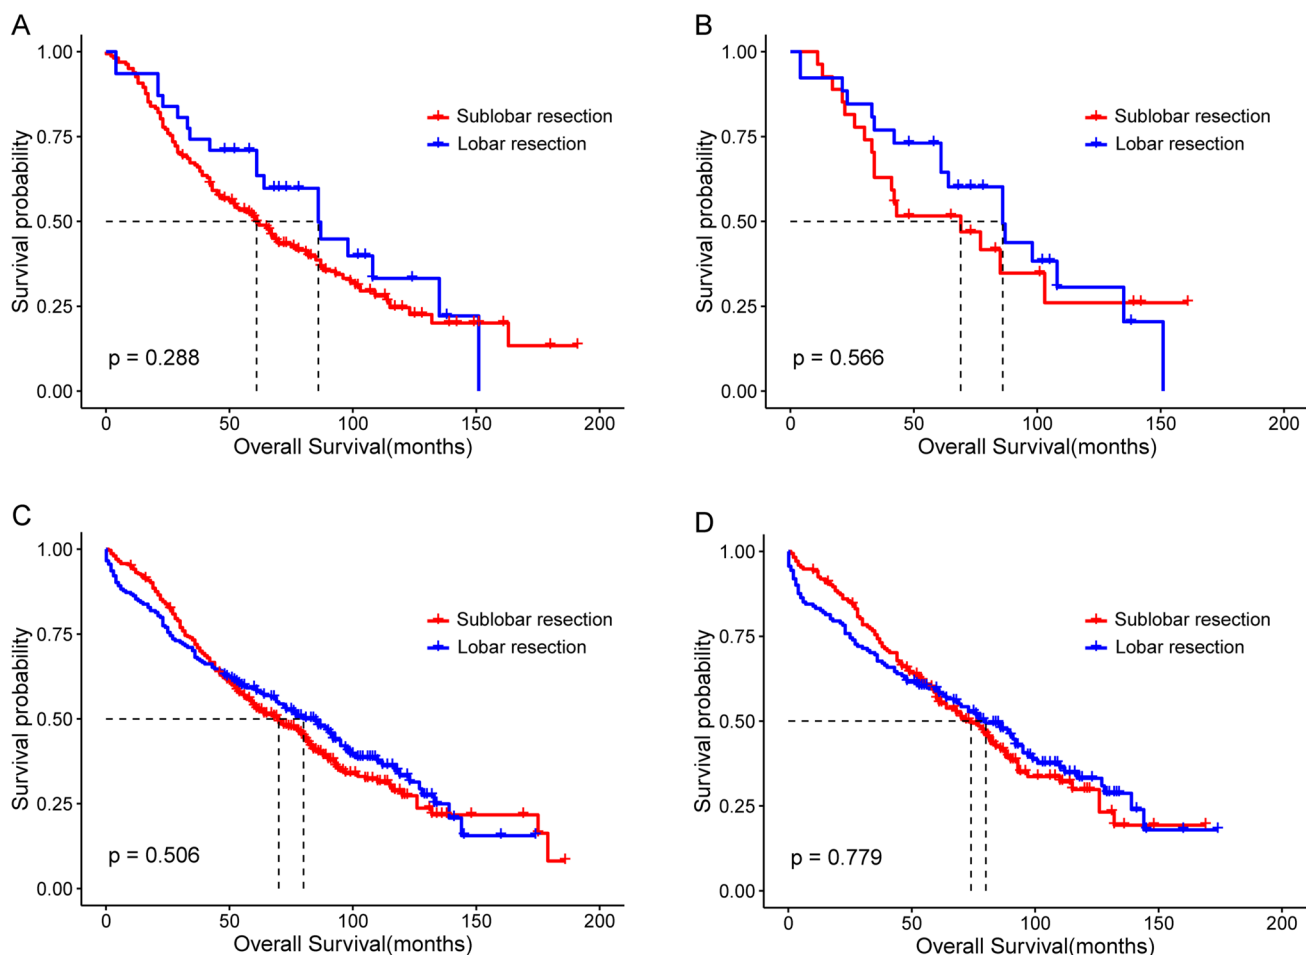 A
Survival probability
1.00
0.75
0.50
0.25
0.00
Sublobar resection
Lobar resection
p = 0.288
0 50 100 150 200
Overall Survival(months)
B
Survival probability
1.00
0.75
0.50
0.25
0.00
Sublobar resection
Lobar resection
p = 0.566
0 50 100 150 200
Overall Survival(months)
C
Survival probability
1.00
0.75
0.50
0.25
0.00
Sublobar resection
Lobar resection
p = 0.506
0 50 100 150 200
Overall Survival(months)
D
Survival probability
1.00
0.75
0.50
0.25
0.00
Sublobar resection
Lobar resection
p = 0.779
0 50 100 150 200
Overall Survival(months)